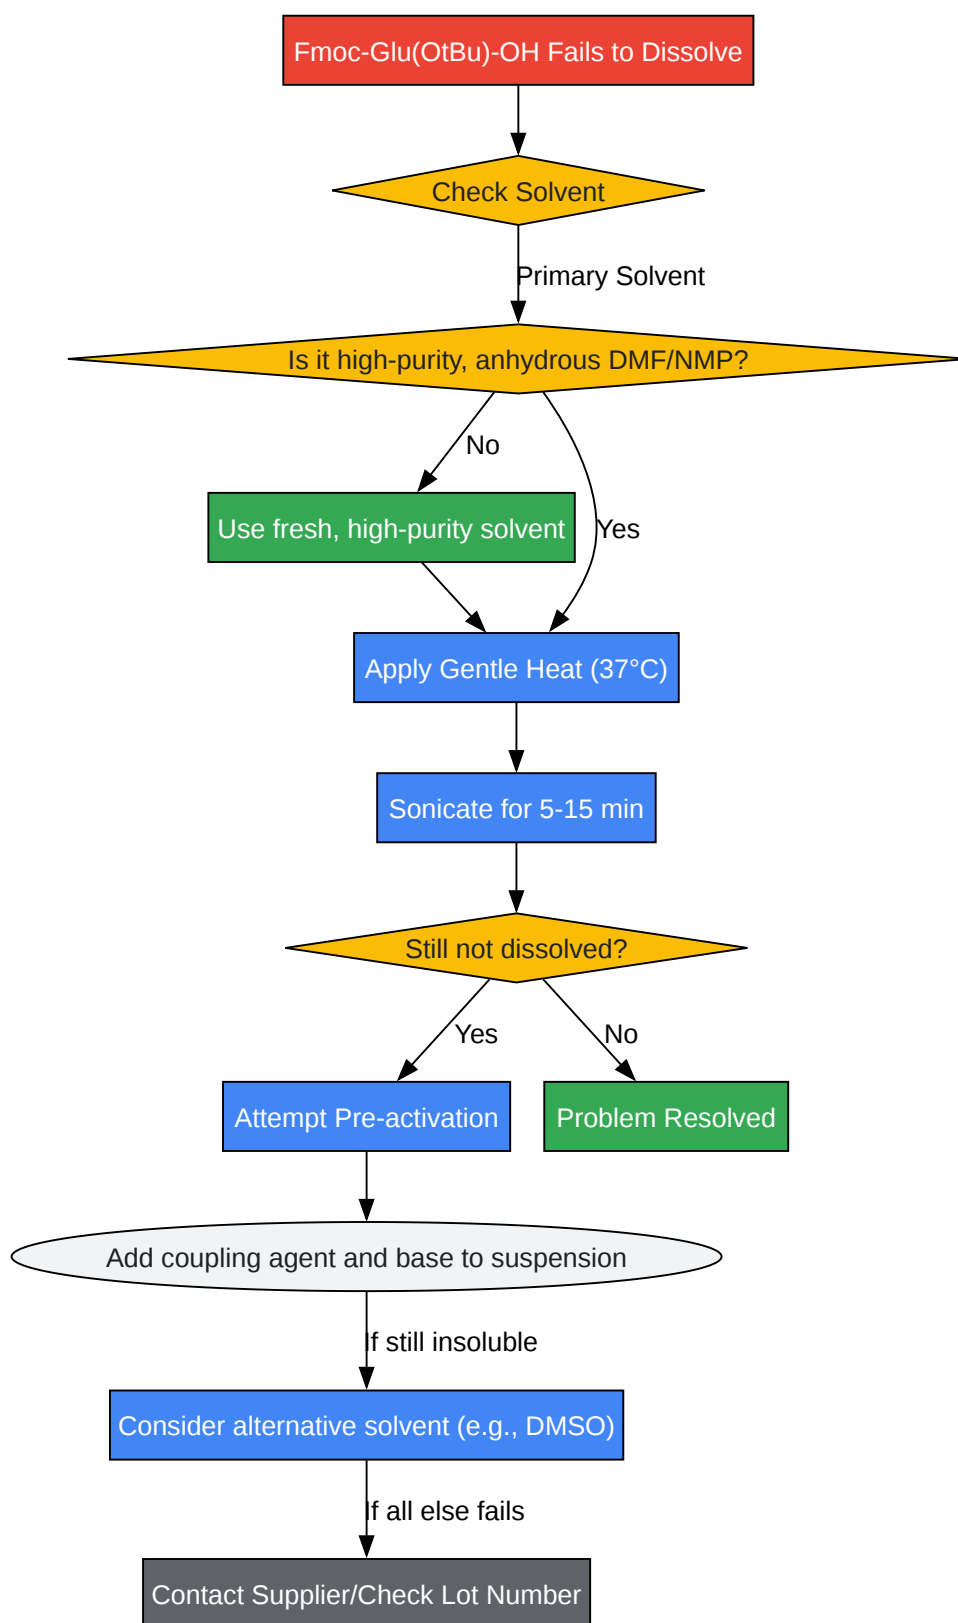 Fmoc-Glu(OtBu)-OH Fails to Dissolve
Check Solvent
Primary Solvent
Is it high-purity, anhydrous DMF/NMP?
No
Use fresh, high-purity solvent
Yes
Apply Gentle Heat (37°C)
Sonicate for 5-15 min
Still not dissolved?
Yes
No
Attempt Pre-activation
Problem Resolved
Add coupling agent and base to suspension
If still insoluble
Consider alternative solvent (e.g., DMSO)
If all else fails
Contact Supplier/Check Lot Number